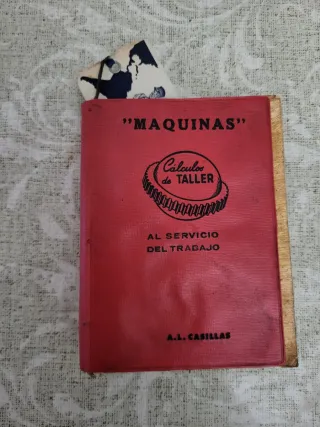 "MAQUINAS"
Calculos
de TALLER
AL SERVICIO
DEL TRABAJO
A.L. CASILLAS